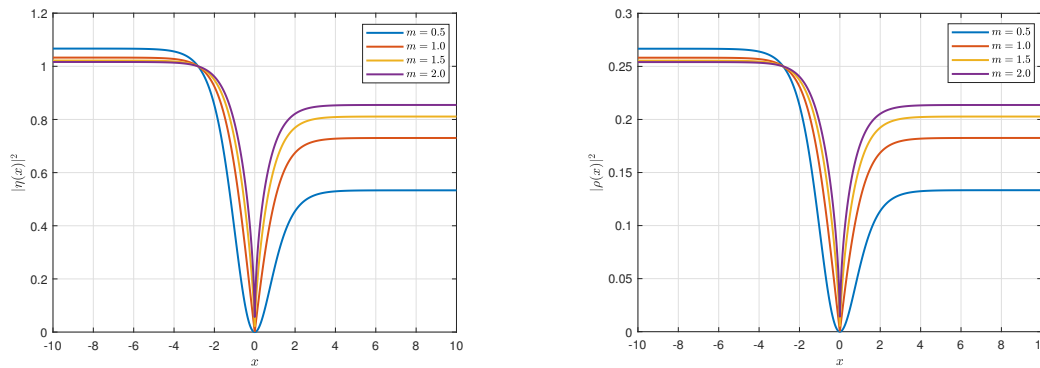 1.2
1
0.8
0.6
0.4
0.2
0
-10 -8 -6 -4 -2 0 2 4 6 8 10
x
|η(x)|²
m = 0.5
m = 1.0
m = 1.5
m = 2.0
0.3
0.25
0.2
0.15
0.1
0.05
0
-10 -8 -6 -4 -2 0 2 4 6 8 10
x
|ρ(x)|²
m = 0.5
m = 1.0
m = 1.5
m = 2.0